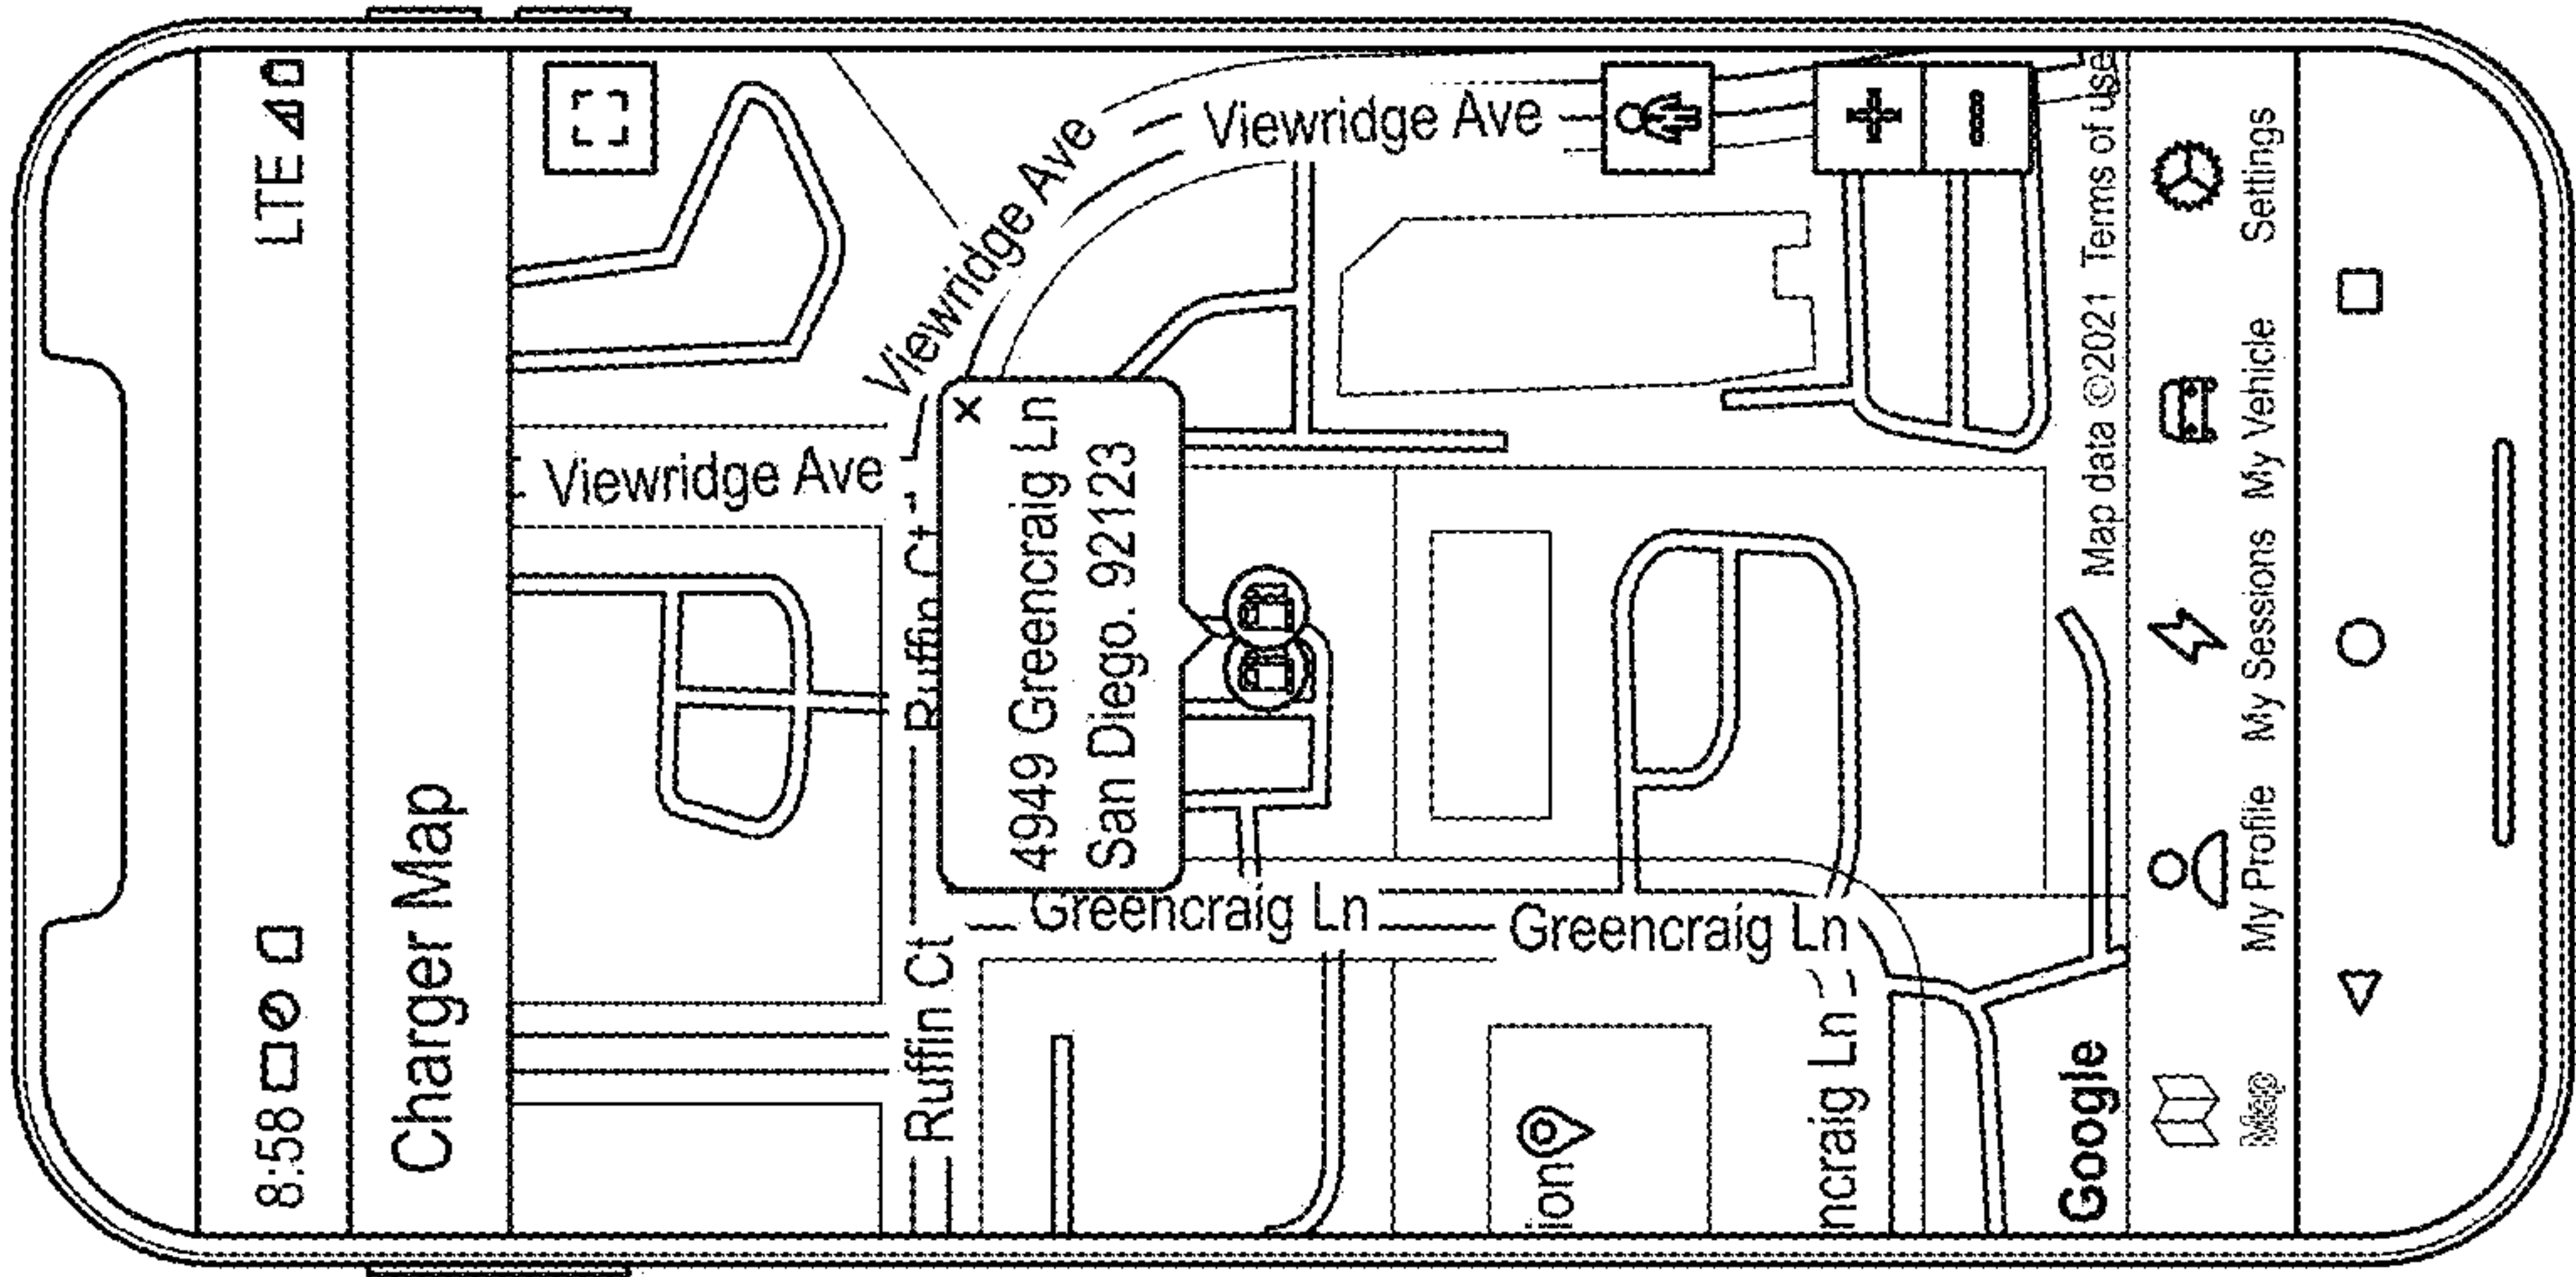 8:58
LTE
Charger Map
Viewridge Ave
Viewridge Ave
Viewridge Ave
Ruffin Ct
Ruffin Ct
×
4949 Greencraig Ln
San Diego. 92123
Greencraig Ln
Greencraig Ln
ion
ncraig Ln
+
−
Google
Map data ©2021 Terms of use
Map
My Profile
My Sessions
My Vehicle
Settings